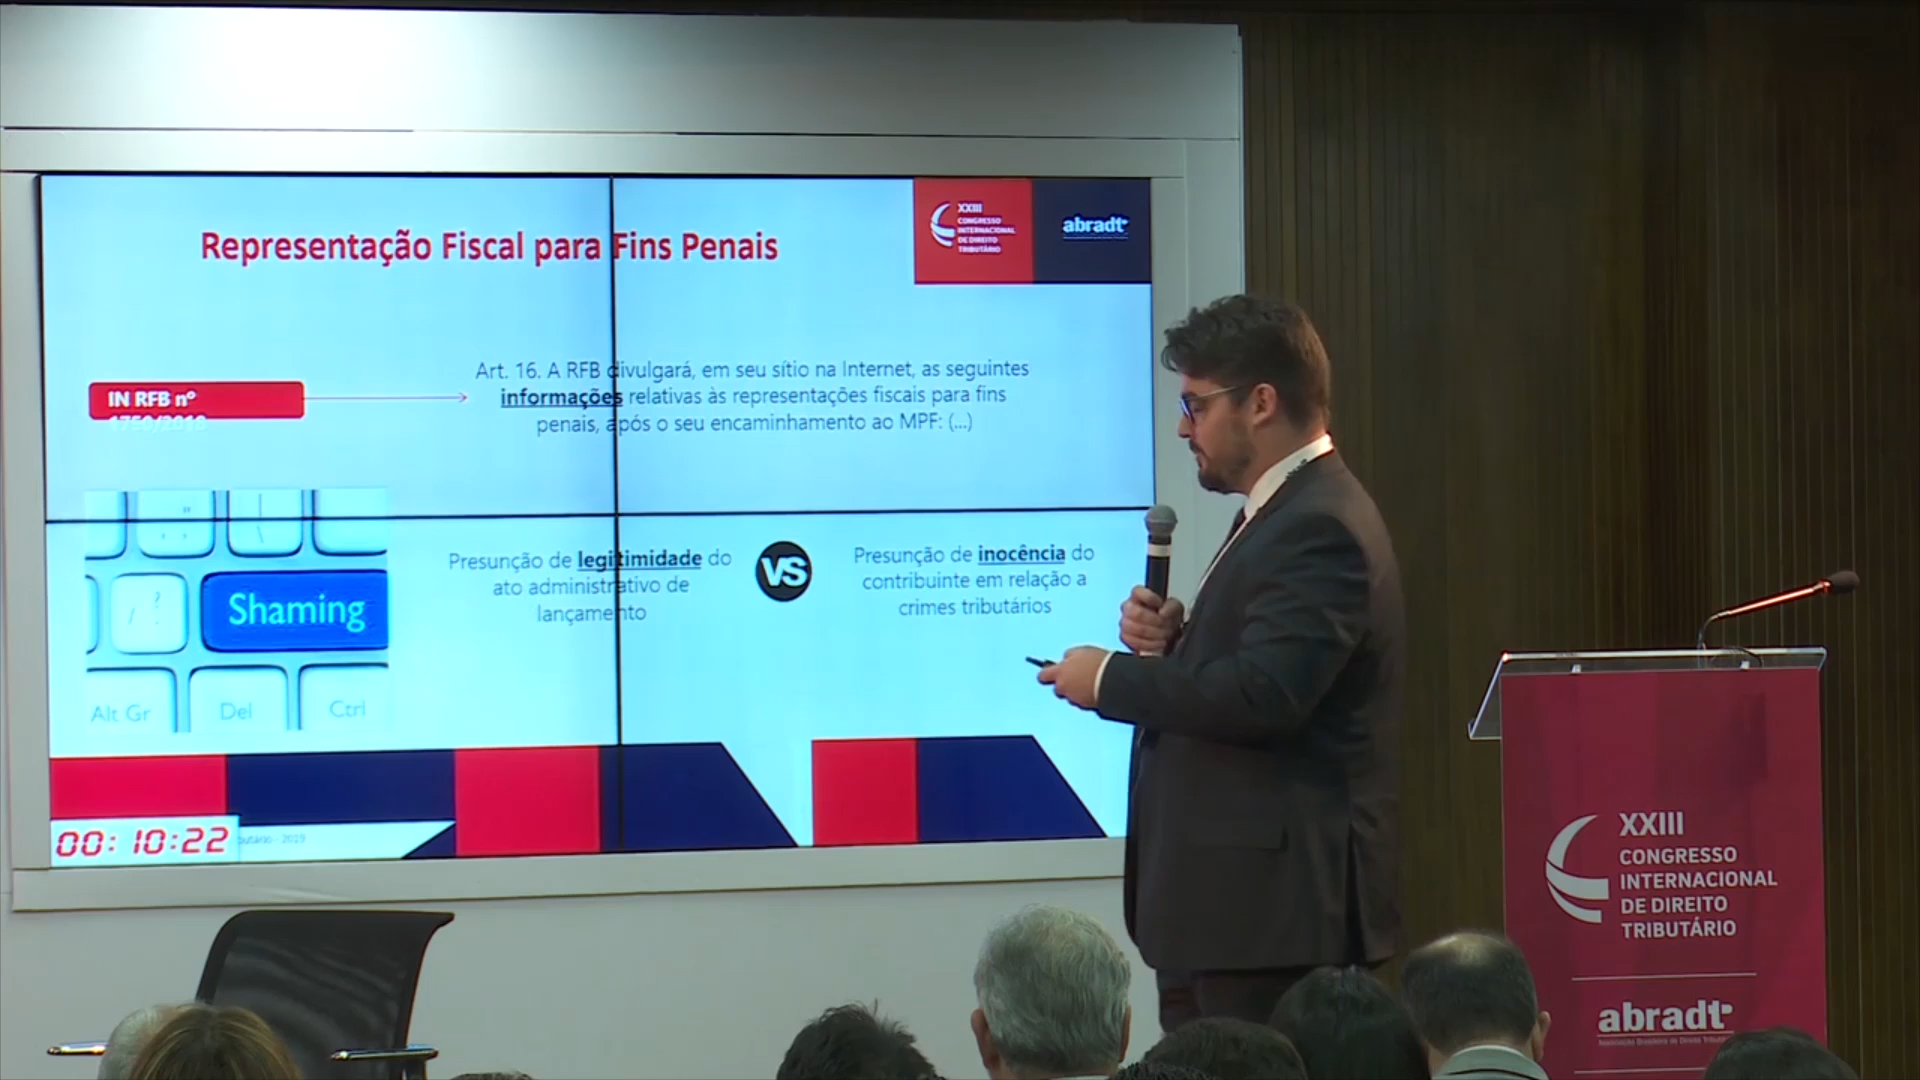 Representação Fiscal para Fins Penais
XXIII
CONGRESSO
INTERNACIONAL
DE DIREITO
TRIBUTÁRIO
abradt
IN RFB nº
1750/2018
Art. 16. A RFB divulgará, em seu sítio na Internet, as seguintes
informações relativas às representações fiscais para fins
penais, após o seu encaminhamento ao MPF: (...)
Shaming
Alt Gr
Del
Ctrl
Presunção de legitimidade do
ato administrativo de
lançamento
VS
Presunção de inocência do
contribuinte em relação a
crimes tributários
00:10:22
2019
XXIII
CONGRESSO
INTERNACIONAL
DE DIREITO
TRIBUTÁRIO
abradt